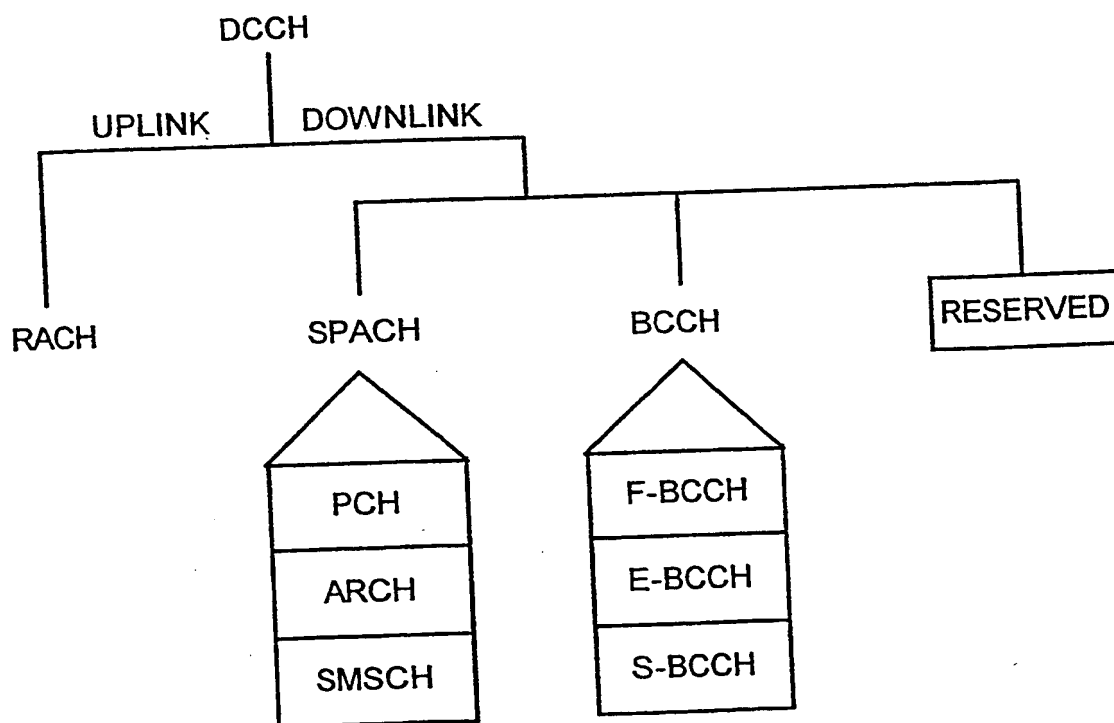 DCCH
UPLINK DOWNLINK
RACH SPACH BCCH RESERVED
PCH F-BCCH
ARCH E-BCCH
SMSCH S-BCCH